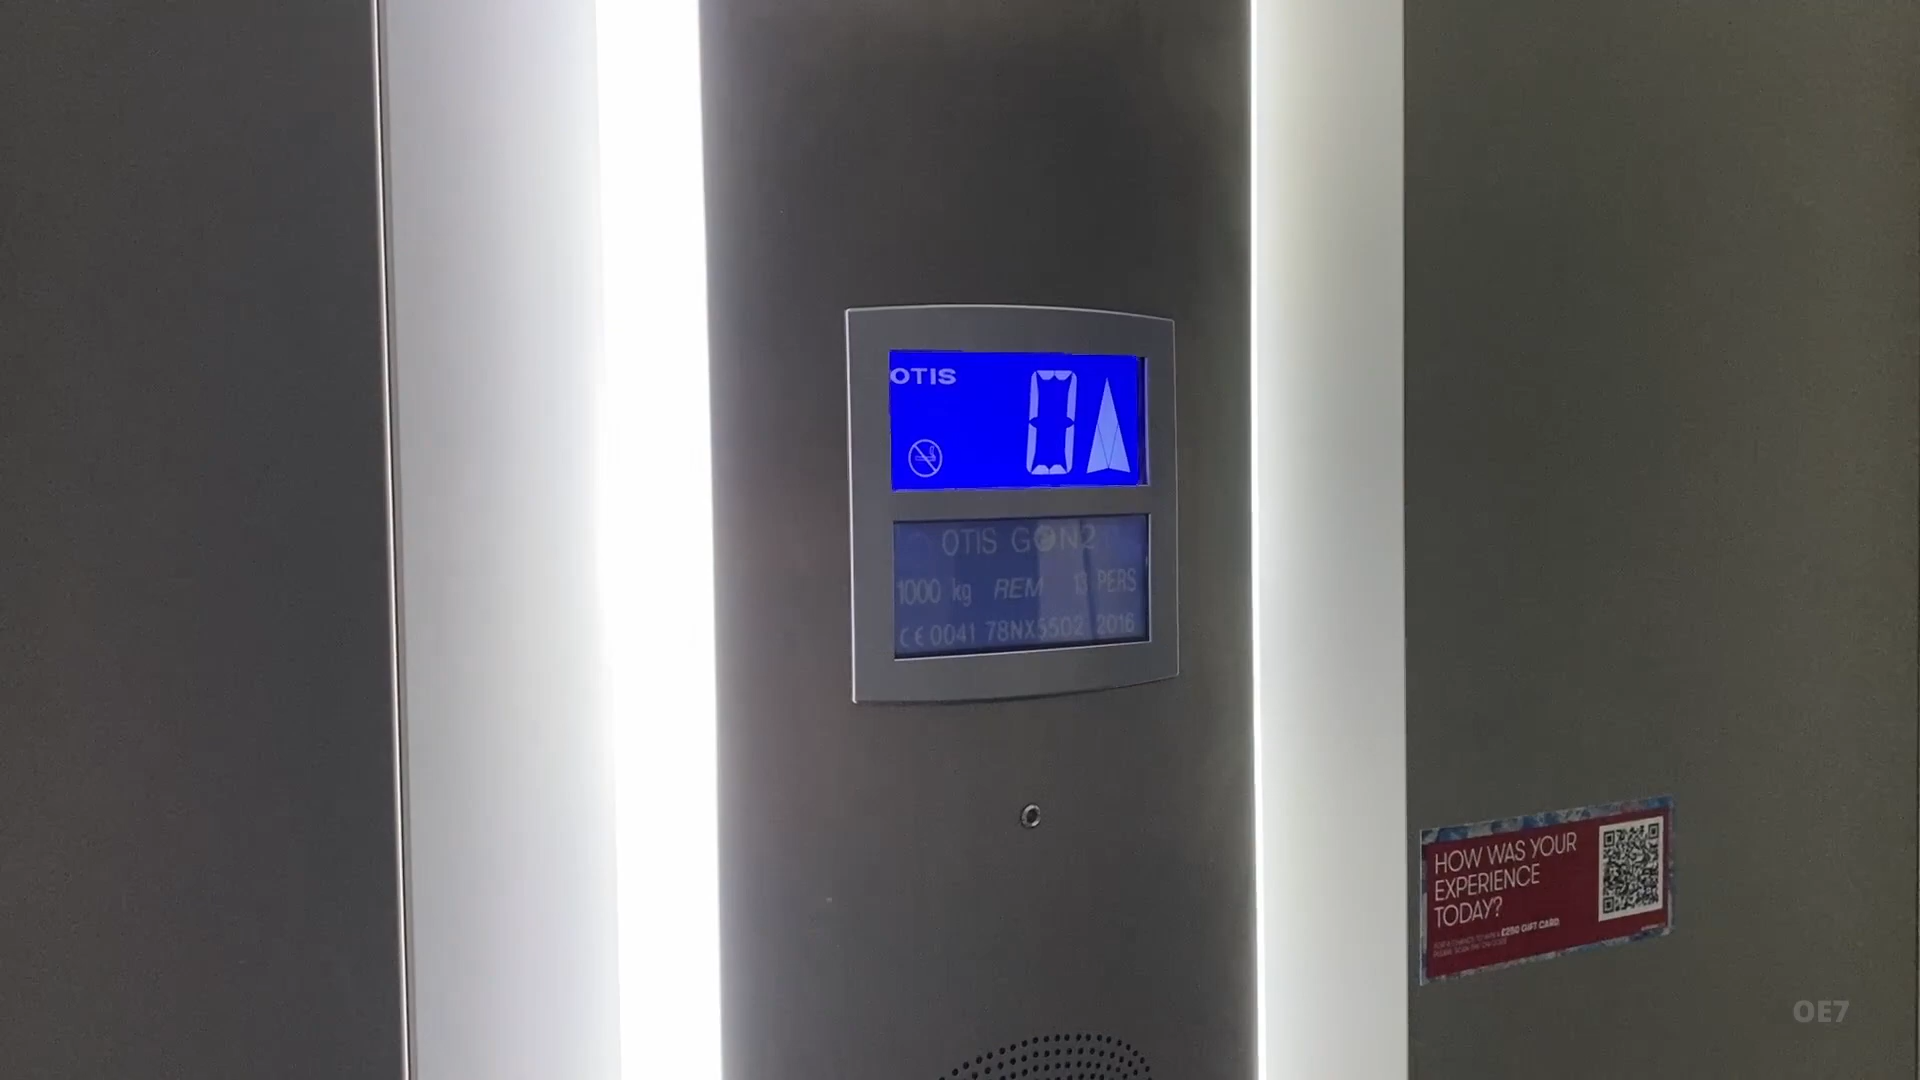 OTIS
0
OTIS GEN2
1000 kg REM 13 PERS
CE 0041 78NX5502 2016
HOW WAS YOUR
EXPERIENCE
TODAY?
£250 GIFT CARD
OE7